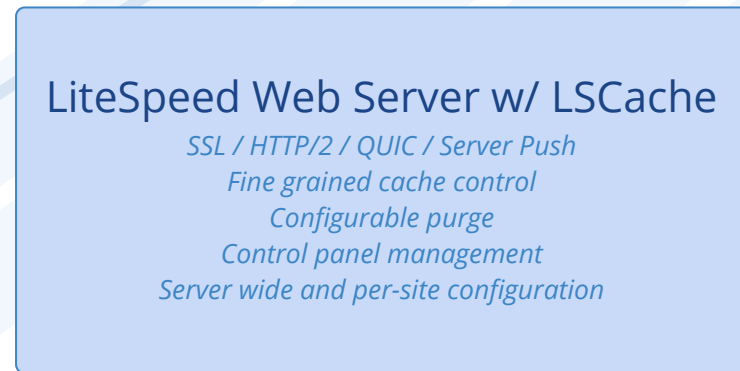 LiteSpeed Web Server w/ LSCache
SSL / HTTP/2 / QUIC / Server Push
Fine grained cache control
Configurable purge
Control panel management
Server wide and per-site configuration